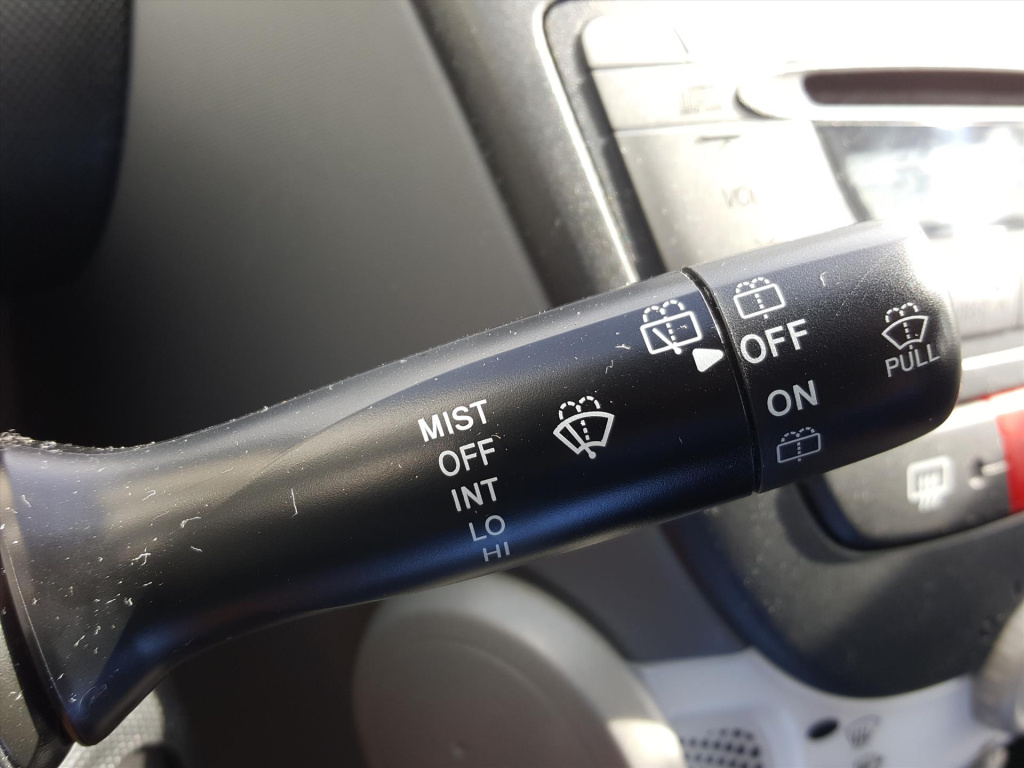 MIST
OFF
INT
LO
HI
OFF
ON
PULL